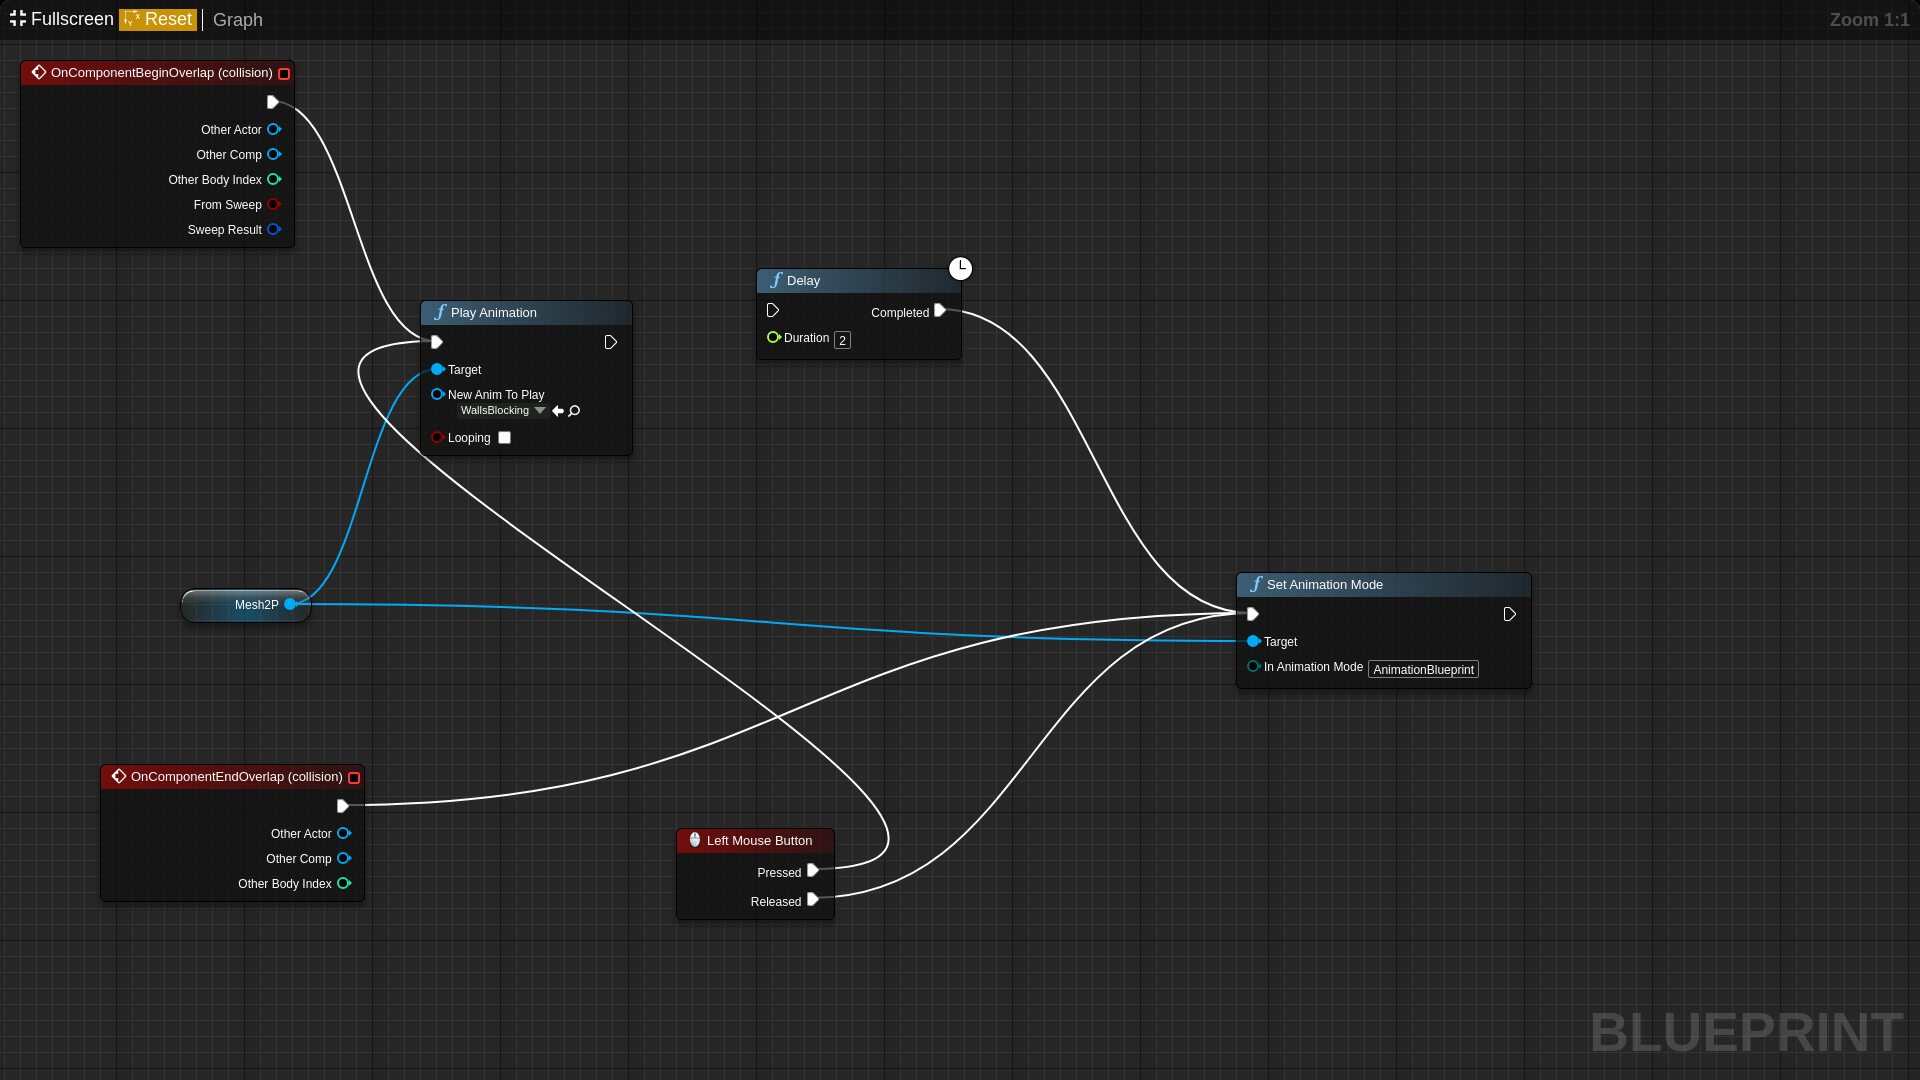 Fullscreen Reset Graph
Zoom 1:1
OnComponentBeginOverlap (collision)
Other Actor
Other Comp
Other Body Index
From Sweep
Sweep Result
Delay
Completed
Duration 2
Play Animation
Target
New Anim To Play
WallsBlocking
Looping
Mesh2P
Set Animation Mode
Target
In Animation Mode AnimationBlueprint
OnComponentEndOverlap (collision)
Other Actor
Other Comp
Other Body Index
Left Mouse Button
Pressed
Released
BLUEPRINT